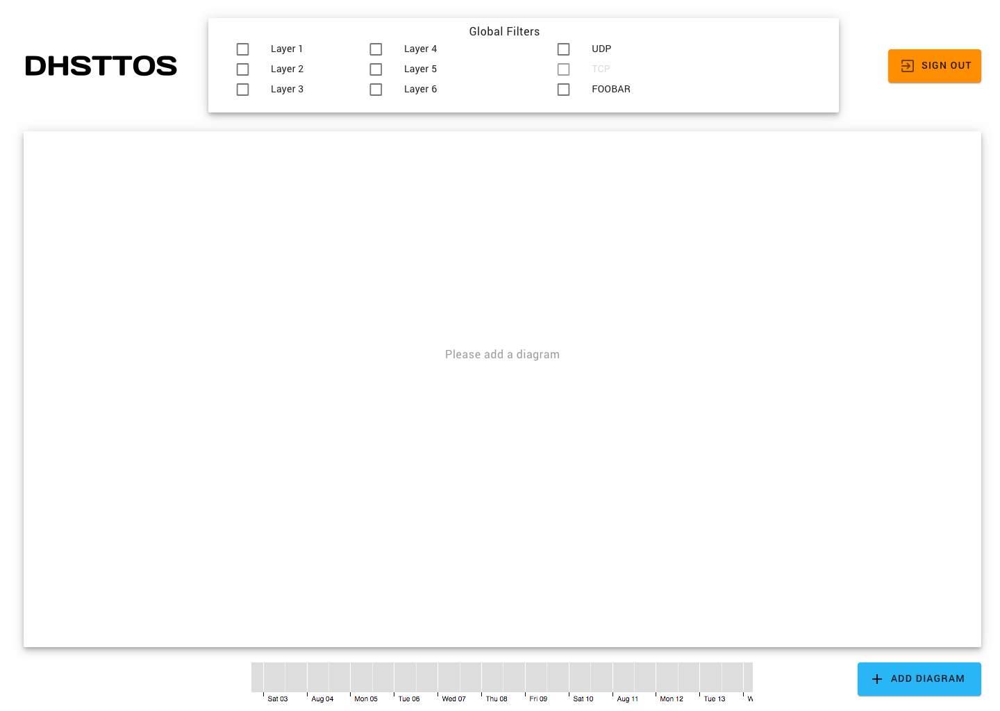 DHSTTOS
Global Filters
Layer 1 Layer 4 UDP
Layer 2 Layer 5 TCP
Layer 3 Layer 6 FOOBAR
SIGN OUT
Please add a diagram
Sat 03 Aug 04 Mon 05 Tue 06 Wed 07 Thu 08 Fri 09 Sat 10 Aug 11 Mon 12 Tue 13
ADD DIAGRAM